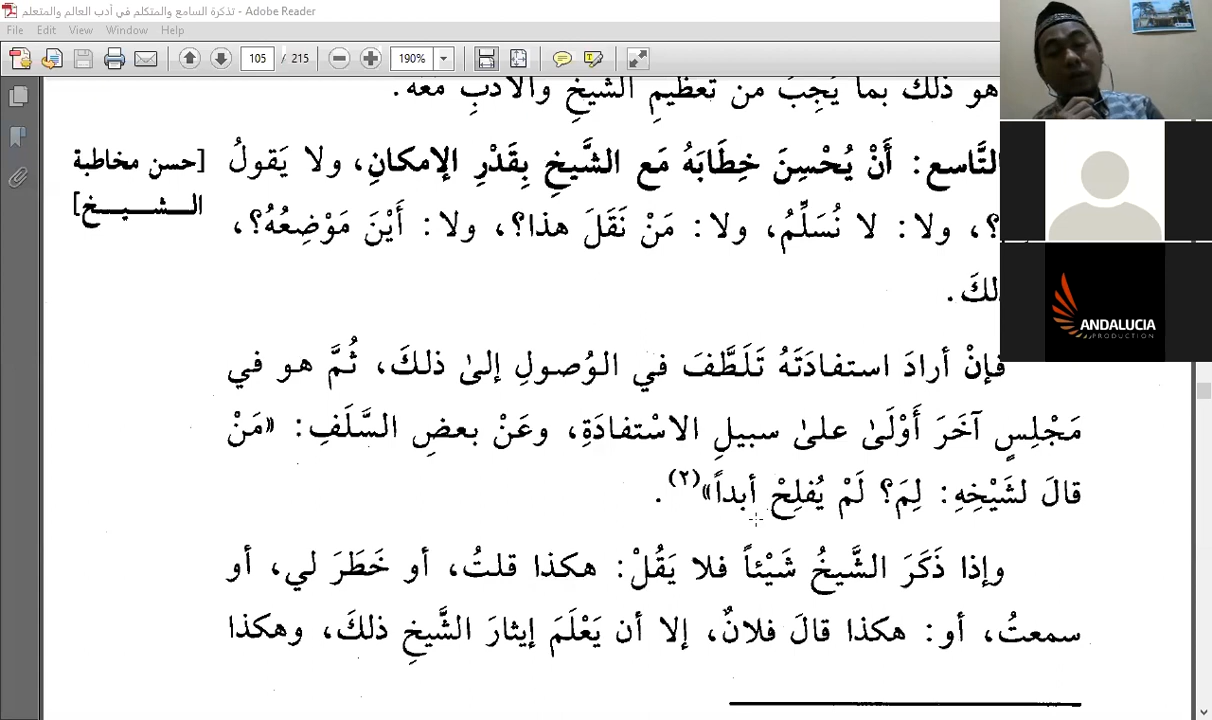 تذكرة السامع والمتكلم في أدب العالم والمتعلم - Adobe Reader
File Edit View Window Help
105 / 215 190%
هو ذلك بما يَجِبُ من تعظيمِ الشيخِ والأدبِ معه.
التَّاسع: أَنْ يُحْسِنَ خِطَابَهُ مَع الشَّيخِ بِقَدْرِ الإمكانِ، ولا يَقولُ
[حسن مخاطبة
الـشـيـخ]
؟، ولا: لا نُسَلِّمُ، ولا: مَنْ نَقَلَ هذا؟، ولا: أَيْنَ مَوْضِعُهُ؟،
لكَ.
فإنْ أرادَ استفادَتَهُ تَلَطَّفَ في الوُصولِ إلىٰ ذلكَ، ثُمَّ هو في
مَجْلِسٍ آخَرَ أَوْلَىٰ علىٰ سبيلِ الاسْتفادَةِ، وعَنْ بعضِ السَّلَفِ: «مَنْ
قالَ لشَيْخِهِ: لِمَ؟ لَمْ يُفلِحْ أبداً»(٢).
وإذا ذَكَرَ الشَّيخُ شَيْئاً فلا يَقُلْ: هكذا قلتُ، أو خَطَرَ لي، أو
سمعتُ، أو: هكذا قالَ فلانٌ، إلا أن يَعْلَمَ إيثارَ الشَّيخِ ذلكَ، وهكذا
ANDALUCIA
PRODUCTION